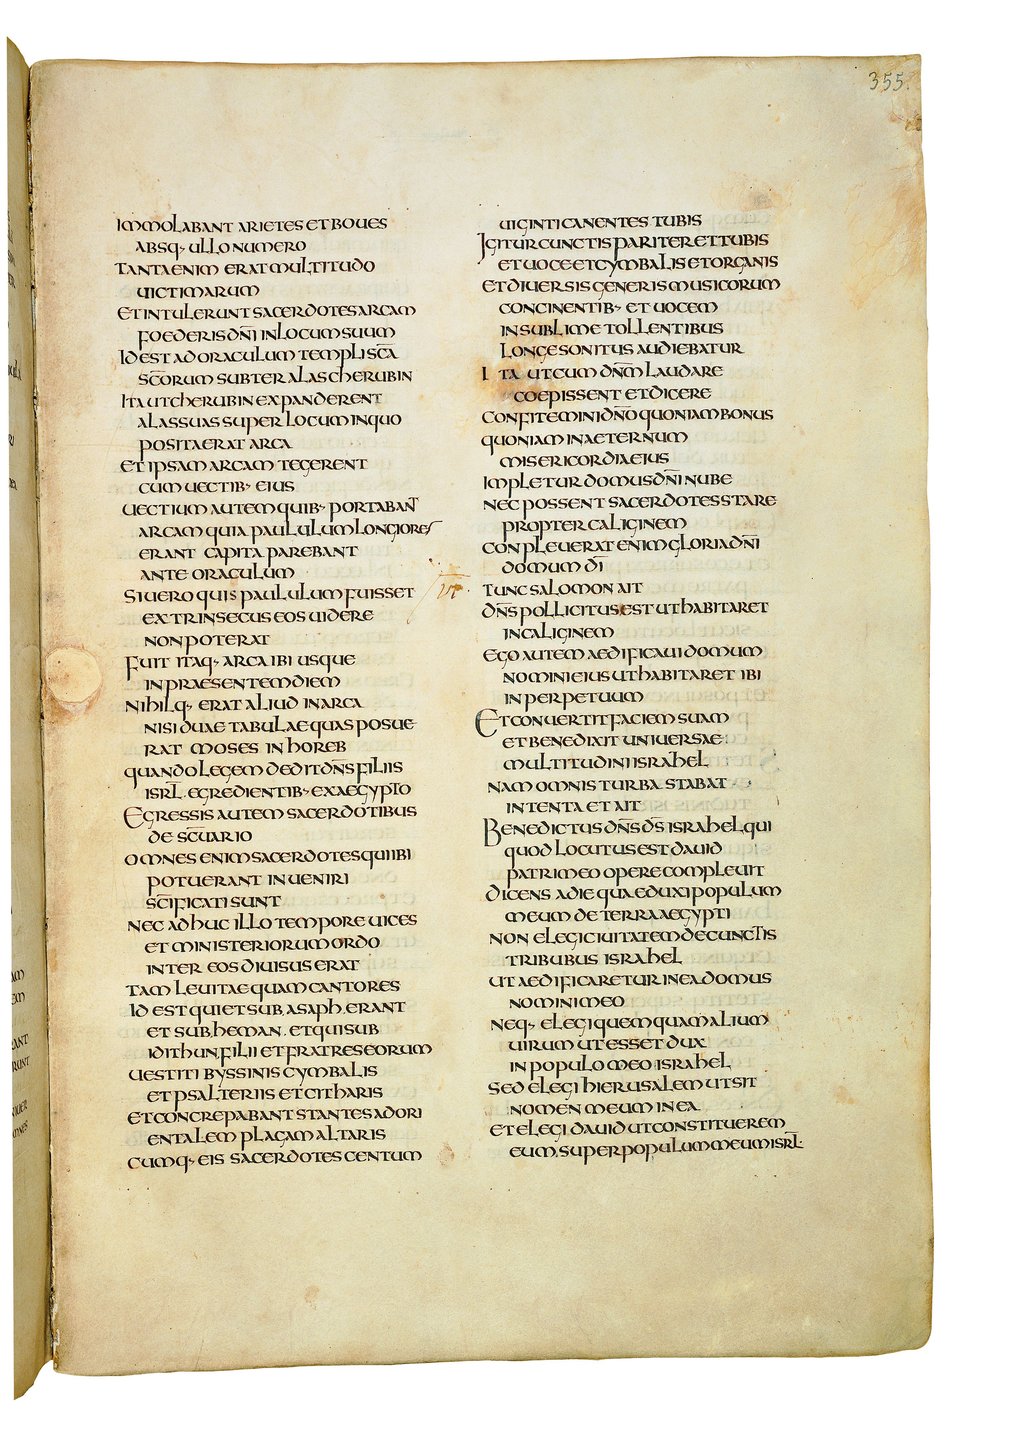 355.
IMMOLABANT ARIETES ET BOUES
ABSQ· ULLO NUMERO
TANTA ENIM ERAT MULTITUDO
UICTIMARUM
ET INTULERUNT SACERDOTES ARCAM
FOEDERIS DN̄I IN LOCUM SUUM
ID EST AD ORACULUM TEMPLI SC̄A
SC̄ORUM SUBTER ALAS CHERUBIN
ITA UT CHERUBIN EXPANDERENT
ALAS SUAS SUPER LOCUM IN QUO
POSITA ERAT ARCA
ET IPSAM ARCAM TEGERENT
CUM UECTIB· EIUS
UECTIUM AUTEM QUIB· PORTABANT
ARCAM QUIA PAULULUM LONGIORES
ERANT CAPITA PAREBANT
ANTE ORACULUM
SI UERO QUIS PAULULUM FUISSET
EXTRINSECUS EOS UIDERE
NON POTERAT
FUIT ITAQ· ARCA IBI USQUE
IN PRAESENTEM DIEM
NIHILQ· ERAT ALIUD IN ARCA
NISI DUAE TABULAE QUAS POSUE
RAT MOSES IN HOREB
QUANDO LEGEM DEDIT DN̄S FILIIS
ISRL̄. EGREDIENTIB· EX AEGYPTO
EGRESSIS AUTEM SACERDOTIBUS
DE SC̄UARIO
OMNES ENIM SACERDOTES QUI IBI
POTUERANT INUENIRI
SC̄IFICATI SUNT
NEC ADHUC ILLO TEMPORE UICES
ET MINISTERIORUM ORDO
INTER EOS DIUISUS ERAT
TAM LEUITAE QUAM CANTORES
ID EST QUI ET SUB ASAPH. ERANT
ET SUB HEMAN. ET QUI SUB
IDITHUN. FILII ET FRATRES EORUM
UESTITI BYSSINIS CYMBALIS
ET PSALTERIIS ET CITHARIS
ET CONCREPABANT STANTES AD ORI
ENTALEM PLAGAM ALTARIS
CUMQ· EIS SACERDOTES CENTUM
UIGINTI CANENTES TUBIS
IGITUR CUNCTIS PARITER ET TUBIS
ET UOCE ET CYMBALIS ET ORGANIS
ET DIUERSIS GENERIS MUSICORUM
CONCINENTIB· ET UOCEM
IN SUBLIME TOLLENTIBUS
LONGE SONITUS AUDIEBATUR
ITA UT CUM DN̄M LAUDARE
COEPISSENT ET DICERE
CONFITEMINI DN̄O QUONIAM BONUS
QUONIAM IN AETERNUM
MISERICORDIA EIUS
IMPLETUR DOMUS DN̄I NUBE
NEC POSSENT SACERDOTES STARE
PROPTER CALIGINEM
CONPLEUERAT ENIM GLORIA DN̄I
DOMUM DĪ
TUNC SALOMON AIT
DN̄S POLLICITUS EST UT HABITARET
IN CALIGINEM
EGO AUTEM AEDIFICAUI DOMUM
NOMINI EIUS UT HABITARET IBI
IN PERPETUUM
ET CONUERTIT FACIEM SUAM
ET BENEDIXIT UNIUERSAE
MULTITUDINI ISRAHEL
NAM OMNIS TURBA STABAT
INTENTA ET AIT
BENEDICTUS DN̄S DS̄ ISRAHEL QUI
QUOD LOCUTUS EST DAUID
PATRI MEO OPERE COMPLEUIT
DICENS A DIE QUA EDUXI POPULUM
MEUM DE TERRA AEGYPTI
NON ELEGI CIUITATEM DE CUNCTIS
TRIBUBUS ISRAHEL
UT AEDIFICARETUR IN EA DOMUS
NOMINI MEO
NEQ· ELEGI QUEMQUAM ALIUM
UIRUM UT ESSET DUX
IN POPULO MEO ISRAHEL
SED ELEGI HIERUSALEM UT SIT
NOMEN MEUM IN EA
ET ELEGI DAUID UT CONSTITUEREM
EUM. SUPER POPULUM MEUM ISRL̄·